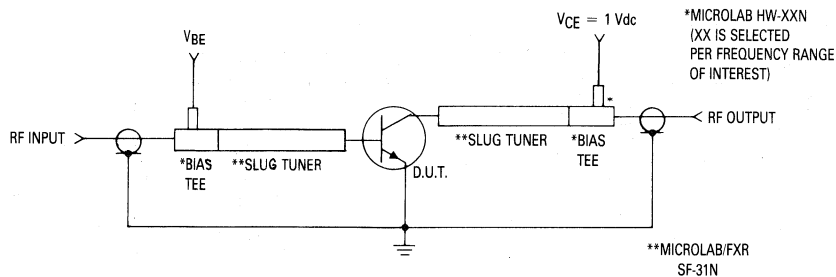 V_BE
V_CE = 1 Vdc
*MICROLAB HW-XXN
(XX IS SELECTED
PER FREQUENCY RANGE
OF INTEREST)
*
RF INPUT
RF OUTPUT
*BIAS
TEE
**SLUG TUNER
D.U.T.
**SLUG TUNER
*BIAS
TEE
**MICROLAB/FXR
SF-31N